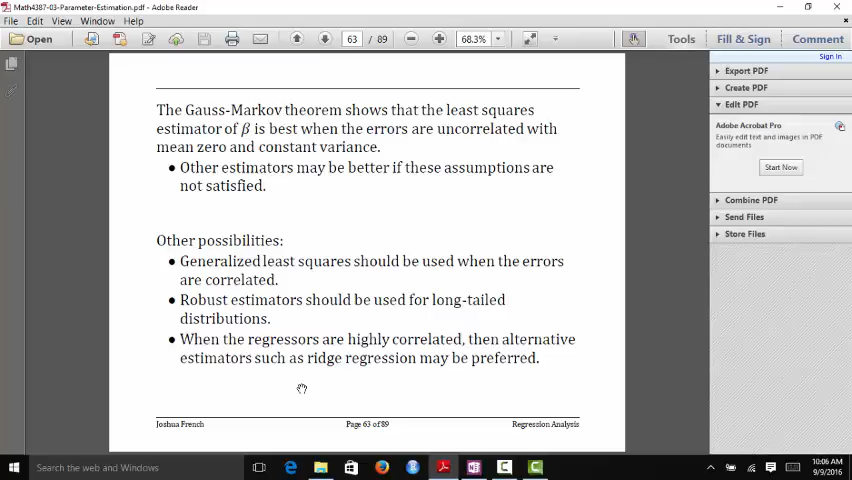 Math4387-03-Parameter-Estimation.pdf - Adobe Reader
File Edit View Window Help
Open 63 / 89 68.3% Tools Fill & Sign Comment
Sign In
Export PDF
Create PDF
Edit PDF
Adobe Acrobat Pro
Easily edit text and images in PDF
documents
Start Now
Combine PDF
Send Files
Store Files
The Gauss-Markov theorem shows that the least squares
estimator of β is best when the errors are uncorrelated with
mean zero and constant variance.
• Other estimators may be better if these assumptions are
not satisfied.
Other possibilities:
• Generalized least squares should be used when the errors
are correlated.
• Robust estimators should be used for long-tailed
distributions.
• When the regressors are highly correlated, then alternative
estimators such as ridge regression may be preferred.
Joshua French Page 63 of 89 Regression Analysis
Search the web and Windows
10:06 AM
9/9/2016